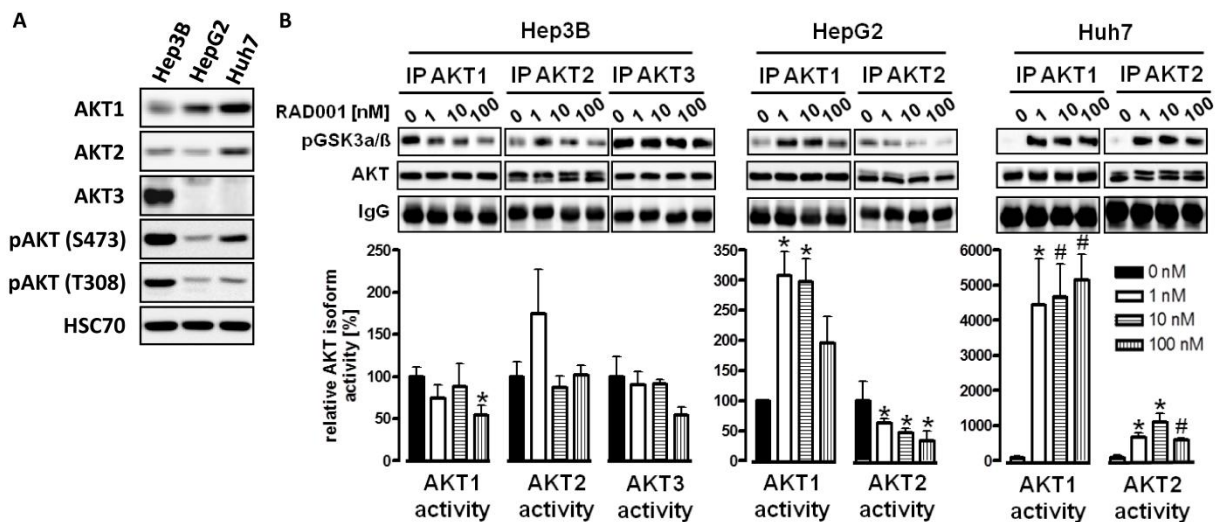 A
Hep3B HepG2 Huh7
AKT1
AKT2
AKT3
pAKT (S473)
pAKT (T308)
HSC70
B
Hep3B HepG2 Huh7
IP AKT1 IP AKT2 IP AKT3 IP AKT1 IP AKT2 IP AKT1 IP AKT2
RAD001 [nM] 0 1 10 100 0 1 10 100 0 1 10 100 0 1 10 100 0 1 10 100 0 1 10 100 0 1 10 100
pGSK3a/ß
AKT
IgG
relative AKT isoform
activity [%]
250
200
150
100
50
0
*
AKT1
activity
AKT2
activity
AKT3
activity
350
300
250
200
150
100
50
0
* *
* * *
AKT1
activity
AKT2
activity
7000
6000
5000
4000
3000
2000
1000
0
* # #
* * #
AKT1
activity
AKT2
activity
0 nM
1 nM
10 nM
100 nM